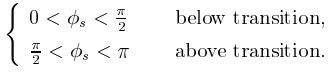 0 < ϕ_s < π/2 below transition,
π/2 < ϕ_s < π above transition.